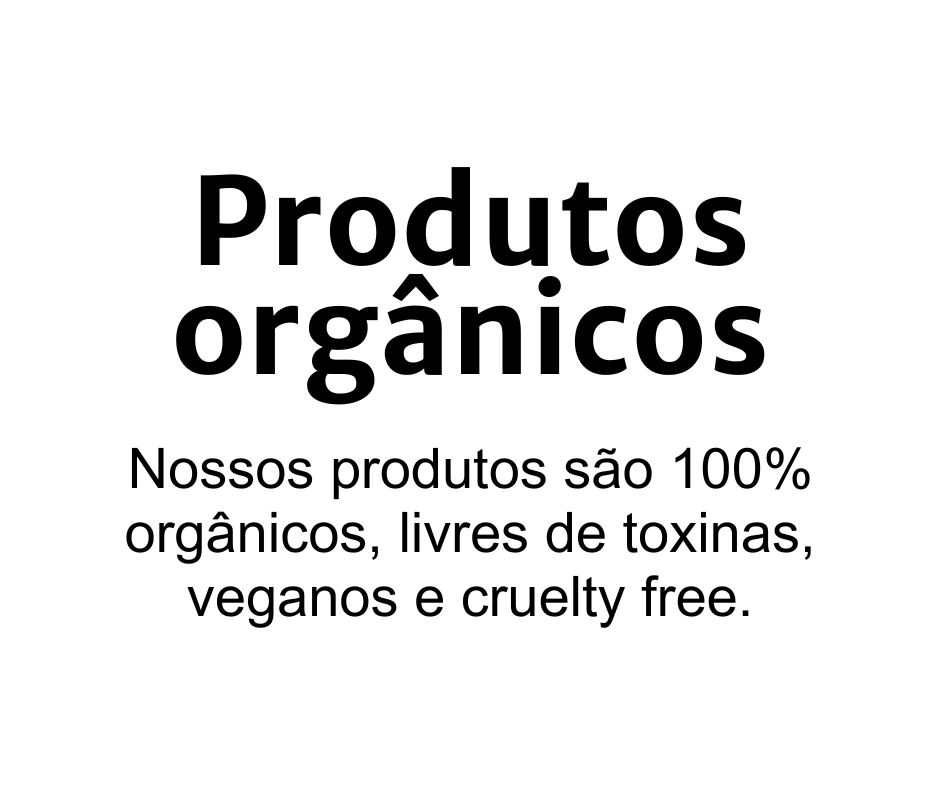 Produtos
orgânicos
Nossos produtos são 100%
orgânicos, livres de toxinas,
veganos e cruelty free.